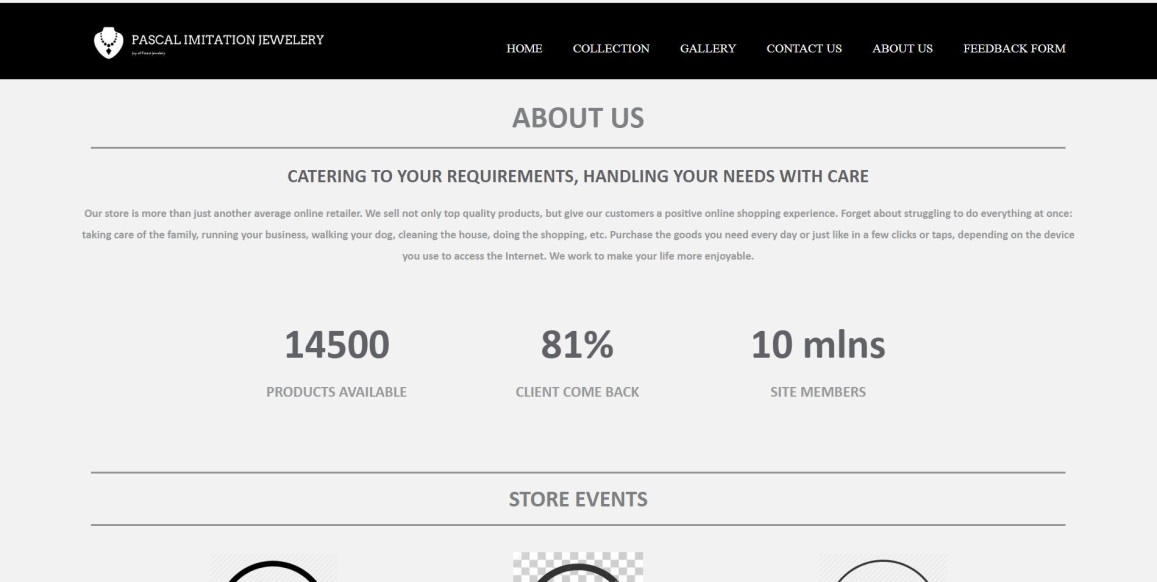 PASCAL IMITATION JEWELERY
Joy of Finest Jewelery
HOME COLLECTION GALLERY CONTACT US ABOUT US FEEDBACK FORM
ABOUT US
CATERING TO YOUR REQUIREMENTS, HANDLING YOUR NEEDS WITH CARE
Our store is more than just another average online retailer. We sell not only top quality products, but give our customers a positive online shopping experience. Forget about struggling to do everything at once:
taking care of the family, running your business, walking your dog, cleaning the house, doing the shopping, etc. Purchase the goods you need every day or just like in a few clicks or taps, depending on the device
you use to access the Internet. We work to make your life more enjoyable.
14500 81% 10 mlns
PRODUCTS AVAILABLE CLIENT COME BACK SITE MEMBERS
STORE EVENTS